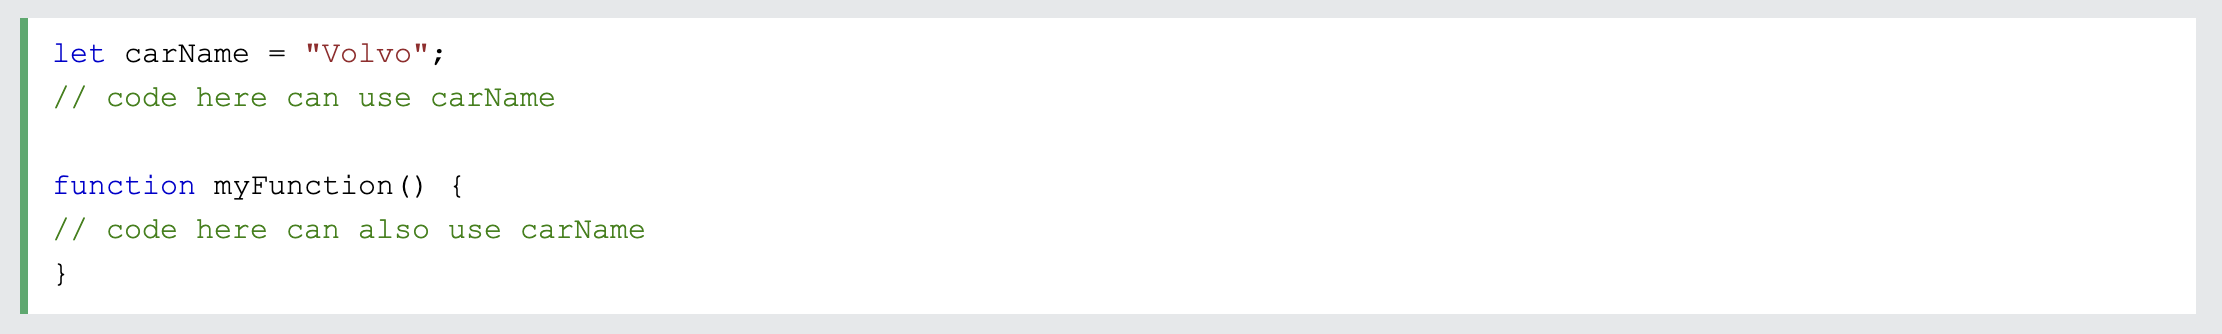 let carName = "Volvo";
// code here can use carName
function myFunction() {
// code here can also use carName
}